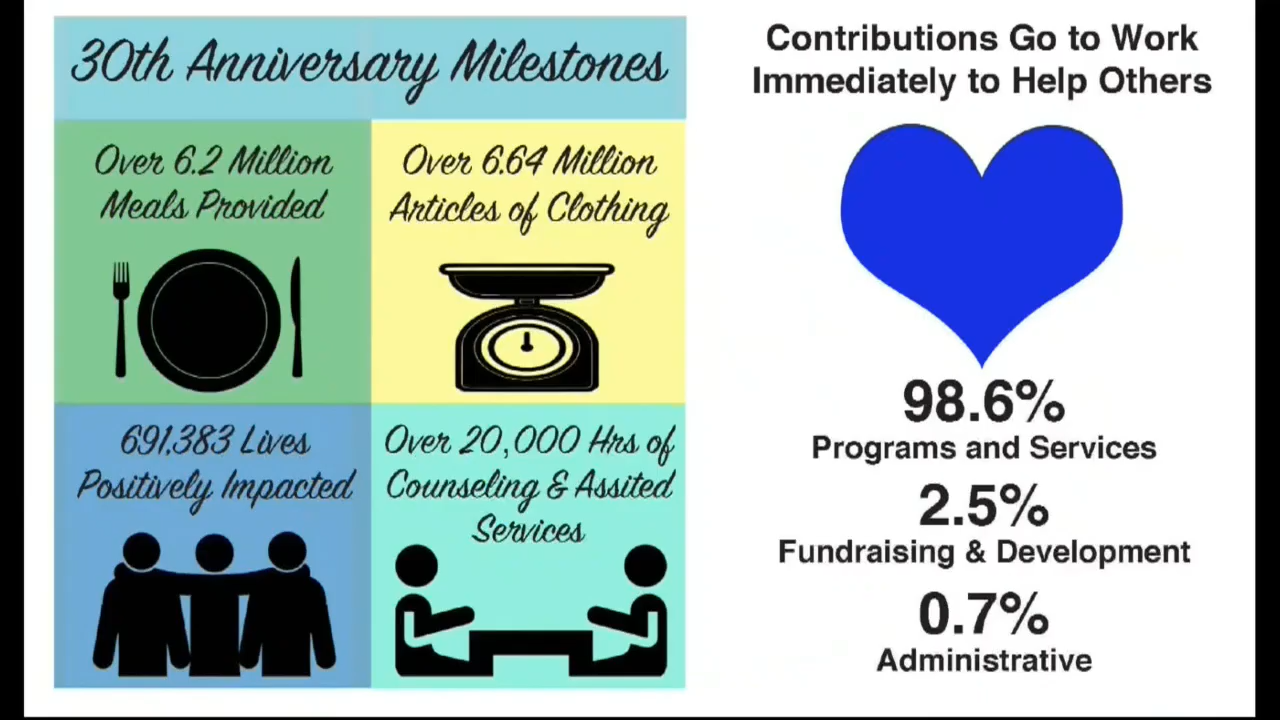 30th Anniversary Milestones
Over 6.2 Million
Meals Provided
Over 6.64 Million
Articles of Clothing
691,383 Lives
Positively Impacted
Over 20,000 Hrs of
Counseling & Assited
Services
Contributions Go to Work
Immediately to Help Others
98.6%
Programs and Services
2.5%
Fundraising & Development
0.7%
Administrative